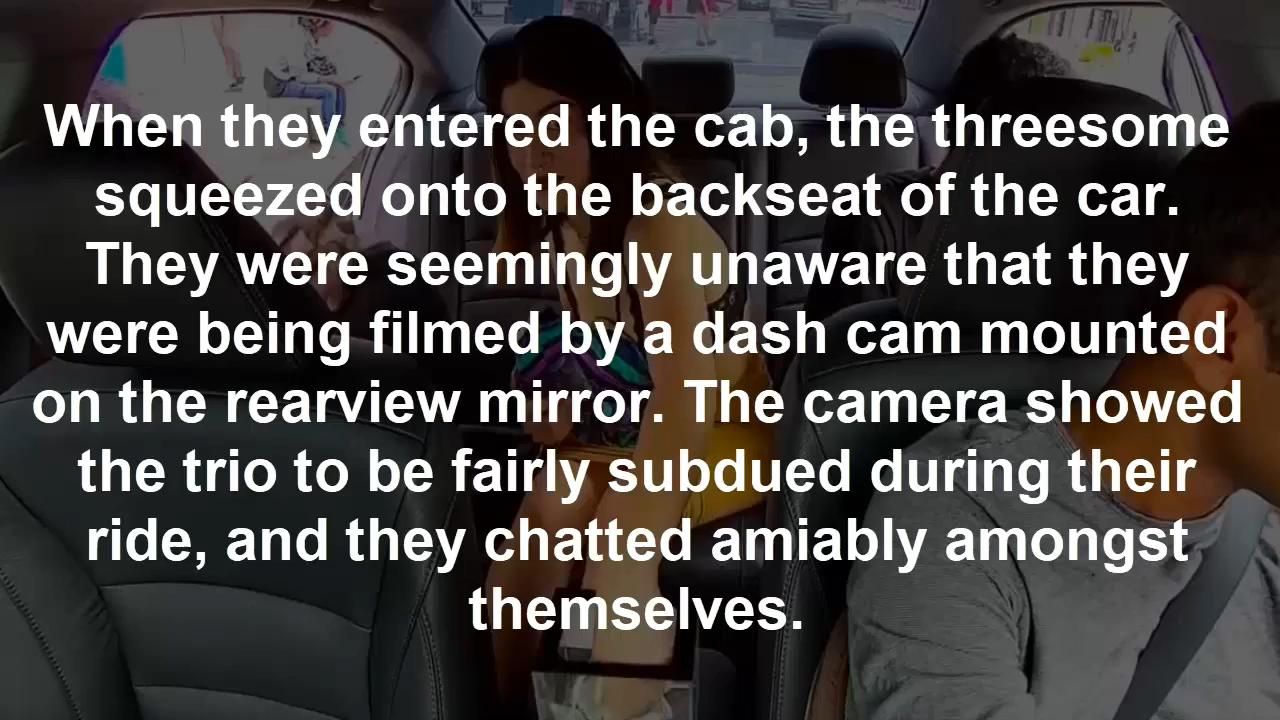 When they entered the cab, the threesome
squeezed onto the backseat of the car.
They were seemingly unaware that they
were being filmed by a dash cam mounted
on the rearview mirror. The camera showed
the trio to be fairly subdued during their
ride, and they chatted amiably amongst
themselves.